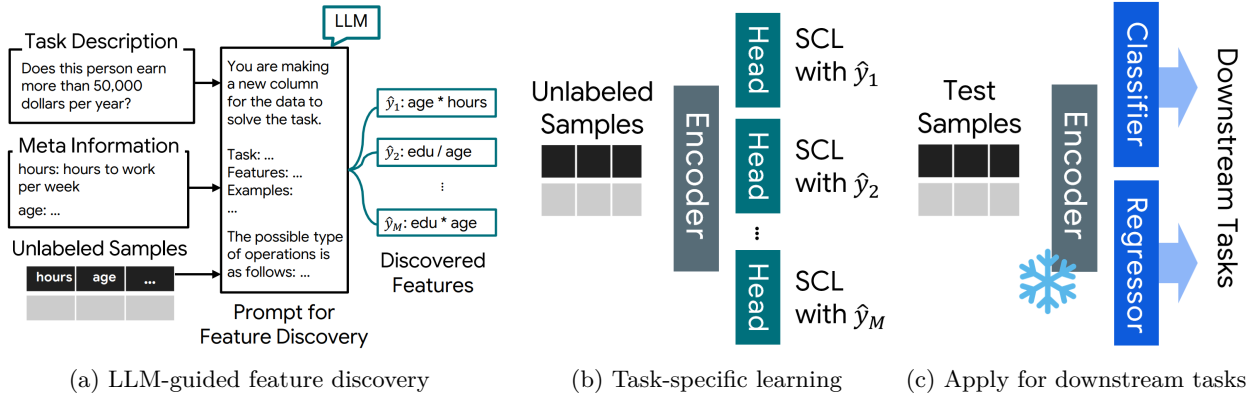 LLM
Task Description
Does this person earn
more than 50,000
dollars per year?
Meta Information
hours: hours to work
per week
age: ...
Unlabeled Samples
hours age ...
You are making
a new column
for the data to
solve the task.
Task: ...
Features: ...
Examples:
...
The possible type
of operations is
as follows: ...
Prompt for
Feature Discovery
ŷ₁: age * hours
ŷ₂: edu / age
⋮
ŷ_M: edu * age
Discovered
Features
(a) LLM-guided feature discovery
Unlabeled
Samples
Encoder
Head
SCL
with ŷ₁
Head
SCL
with ŷ₂
...
Head
SCL
with ŷ_M
(b) Task-specific learning
Test
Samples
Encoder
Classifier
Regressor
Downstream Tasks
(c) Apply for downstream tasks